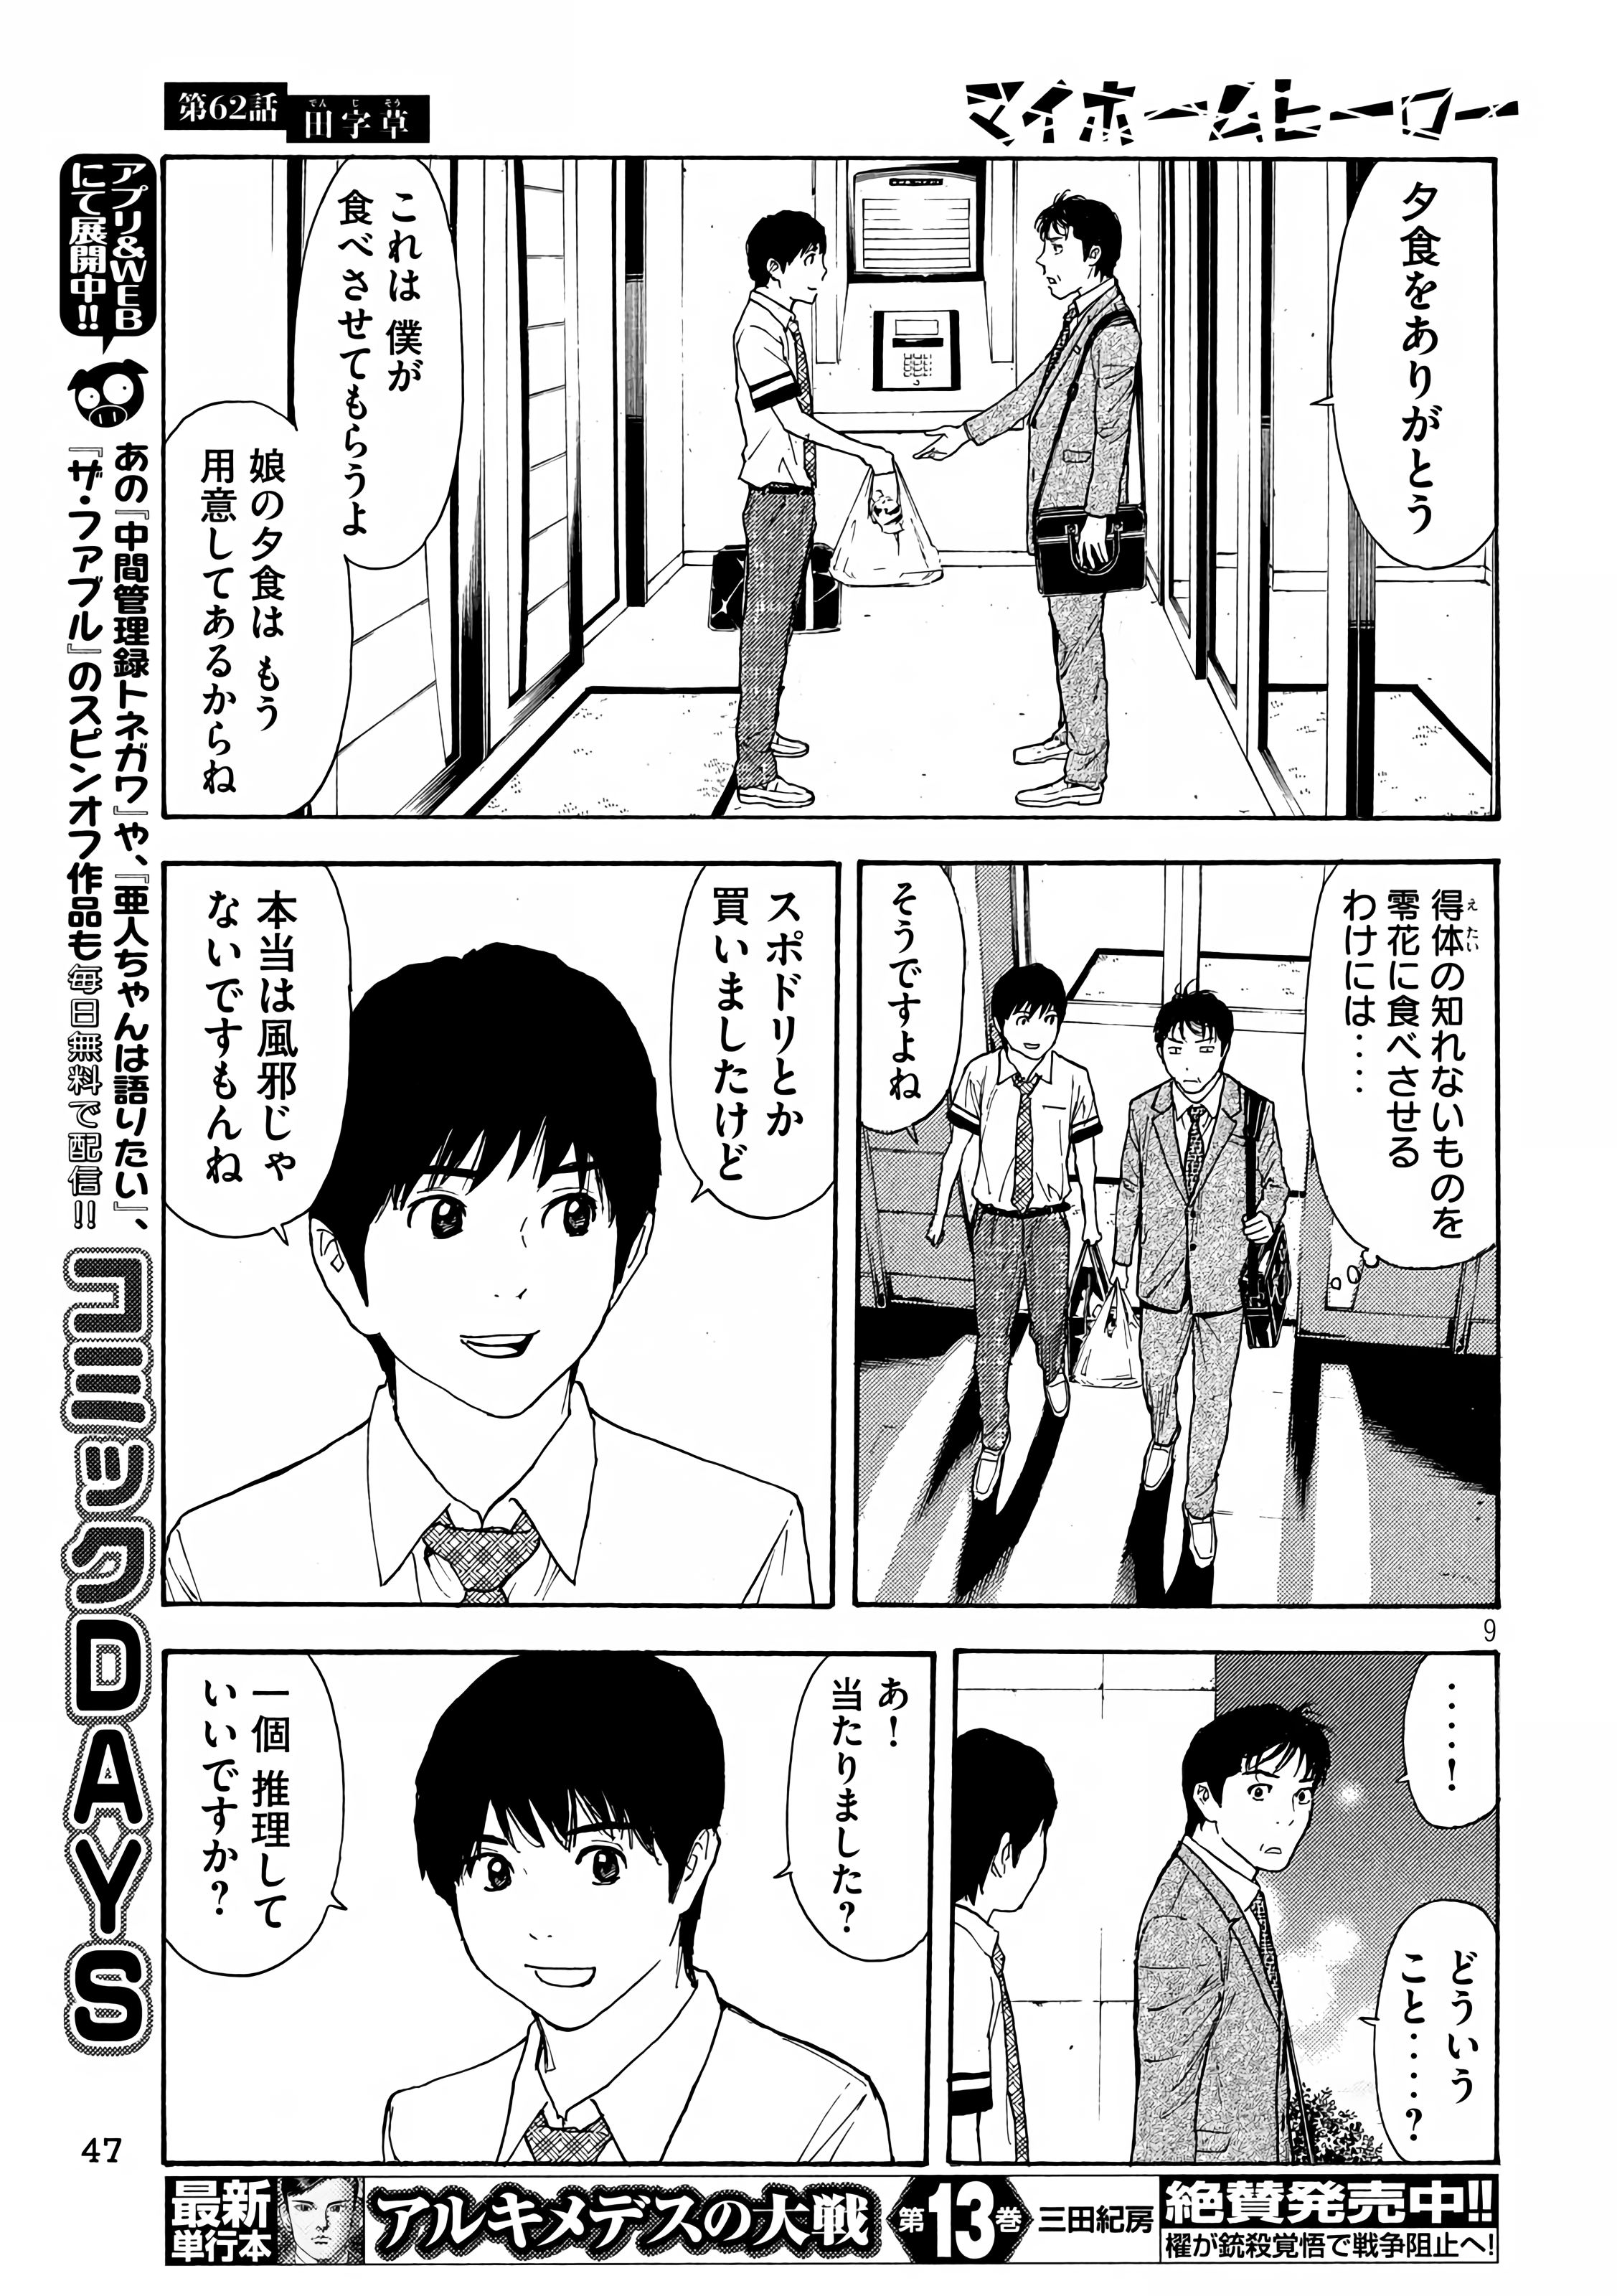 マイホームヒーロー
第62話
田字草
でんじそう
夕食をありがとう
これは 僕が
食べさせてもらうよ
娘の夕食は もう
用意してあるからね
得体の知れないものを
えたい
零花に食べさせる
わけには‥‥
そうですよね
スポドリとか
買いましたけど
本当は風邪じゃ
ないですもんね
9
‥‥‥!
どういう
こと‥‥‥?
あ!
当たりました?
一個 推理して
いいですか?
アプリ&WEB
にて展開中!!
あの『中間管理録トネガワ』や、『亜人ちゃんは語りたい』、
『ザ・ファブル』のスピンオフ作品も毎日無料で配信!!
コミックDAYS
47
最新
単行本
アルキメデスの大戦
第13巻
三田紀房
絶賛発売中!!
櫂が銃殺覚悟で戦争阻止へ!